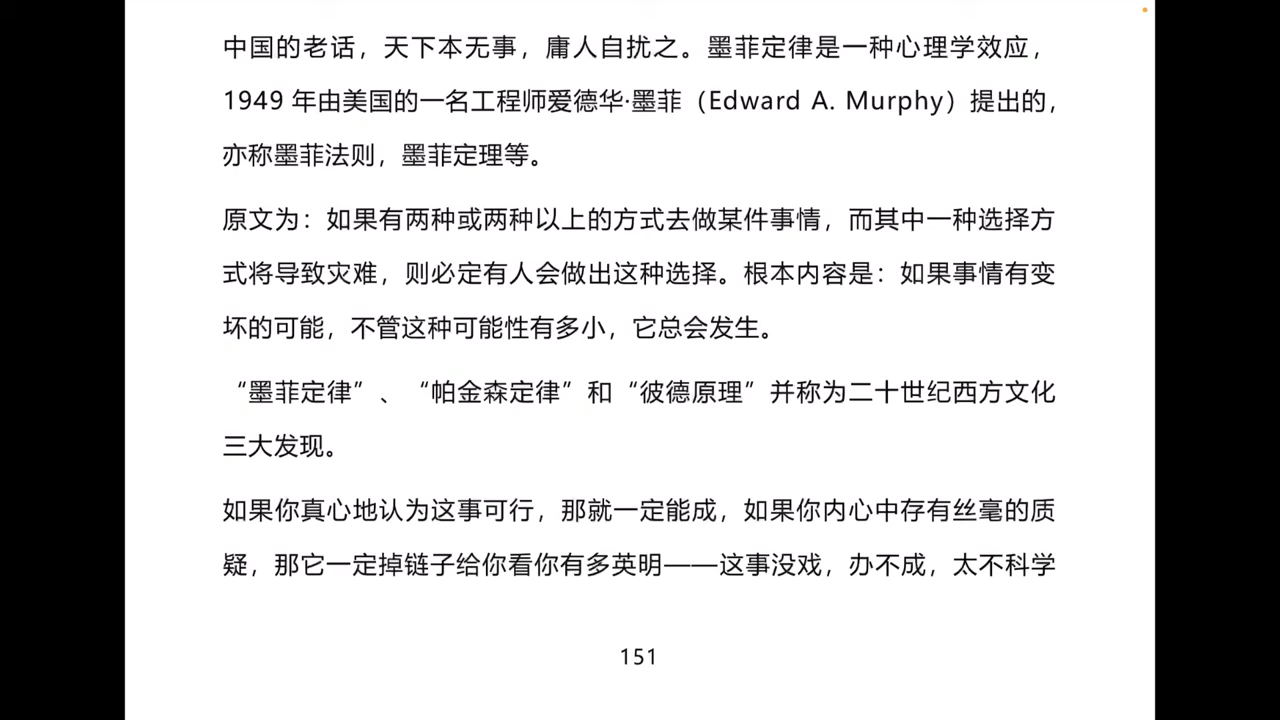 中国的老话，天下本无事，庸人自扰之。墨菲定律是一种心理学效应，
1949 年由美国的一名工程师爱德华·墨菲（Edward A. Murphy）提出的，
亦称墨菲法则，墨菲定理等。
原文为：如果有两种或两种以上的方式去做某件事情，而其中一种选择方
式将导致灾难，则必定有人会做出这种选择。根本内容是：如果事情有变
坏的可能，不管这种可能性有多小，它总会发生。
“墨菲定律”、“帕金森定律”和“彼德原理”并称为二十世纪西方文化
三大发现。
如果你真心地认为这事可行，那就一定能成，如果你内心中存有丝毫的质
疑，那它一定掉链子给你看你有多英明——这事没戏，办不成，太不科学
151